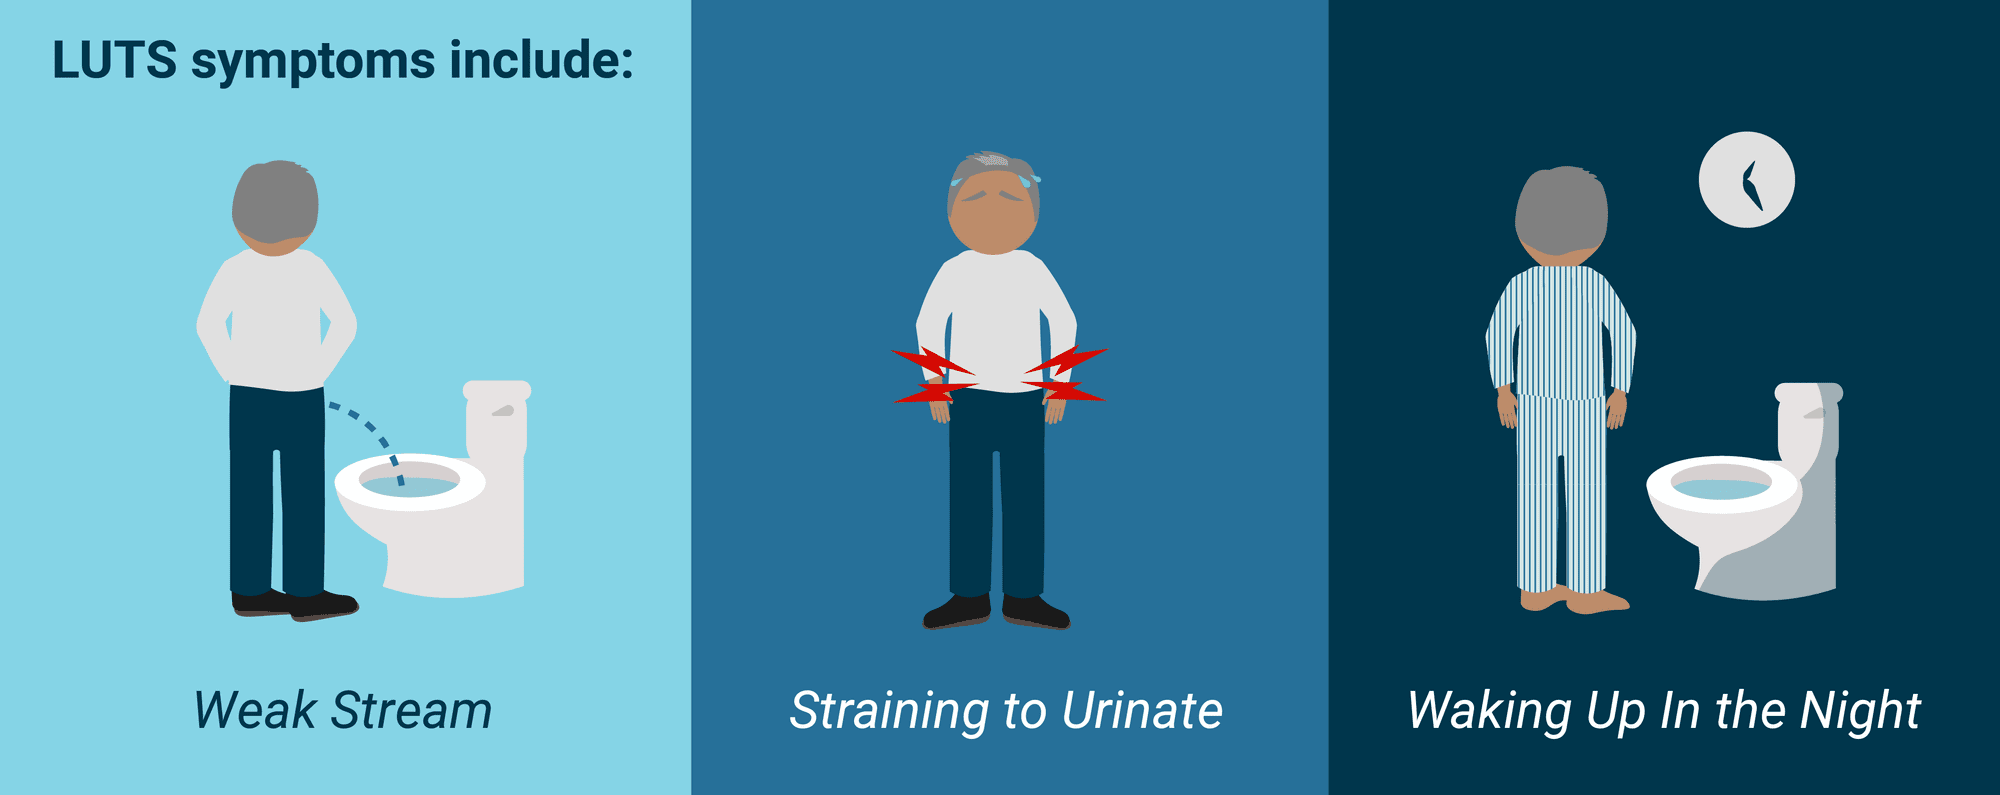 LUTS symptoms include:
Weak Stream
Straining to Urinate
Waking Up In the Night